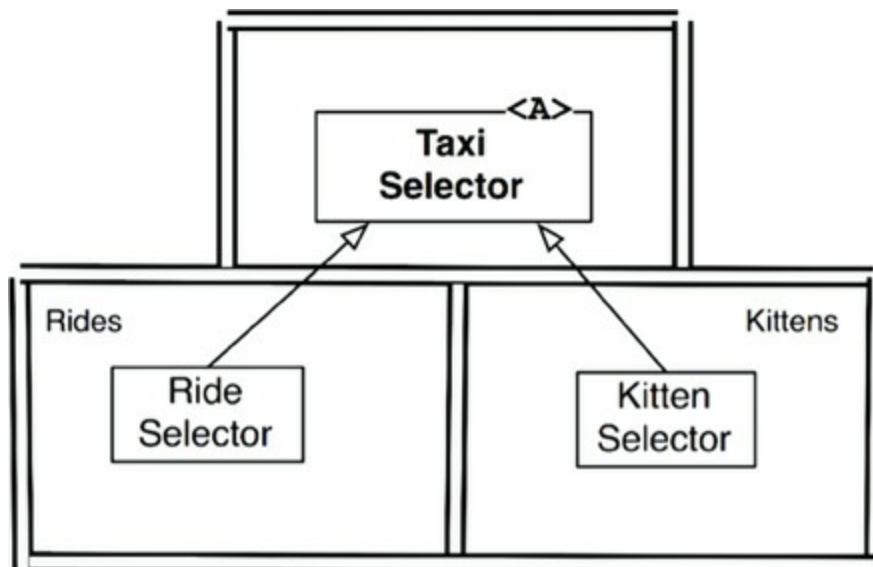 <A>
Taxi
Selector
Rides
Kittens
Ride
Selector
Kitten
Selector